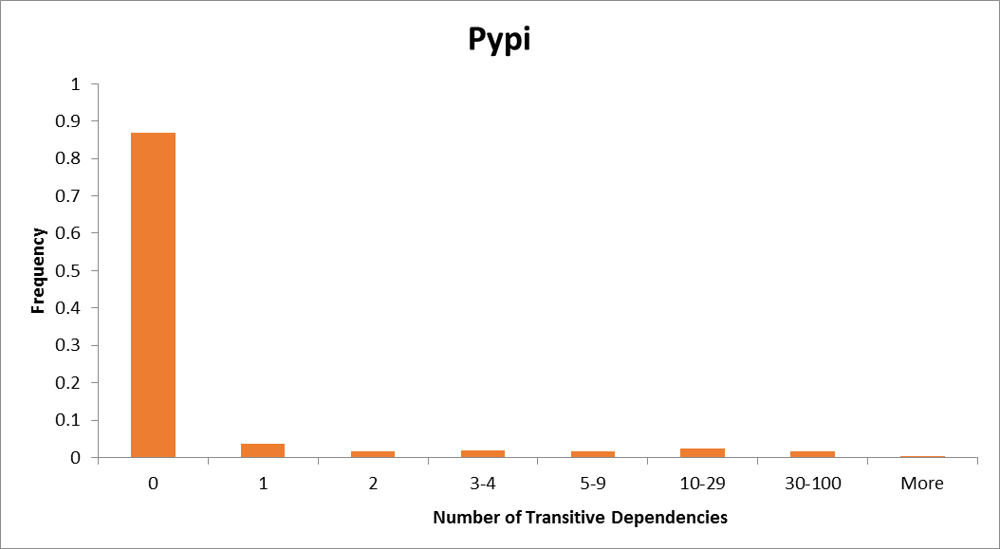 Pypi
1
0.9
0.8
0.7
0.6
0.5
0.4
0.3
0.2
0.1
0
Frequency
0 1 2 3-4 5-9 10-29 30-100 More
Number of Transitive Dependencies